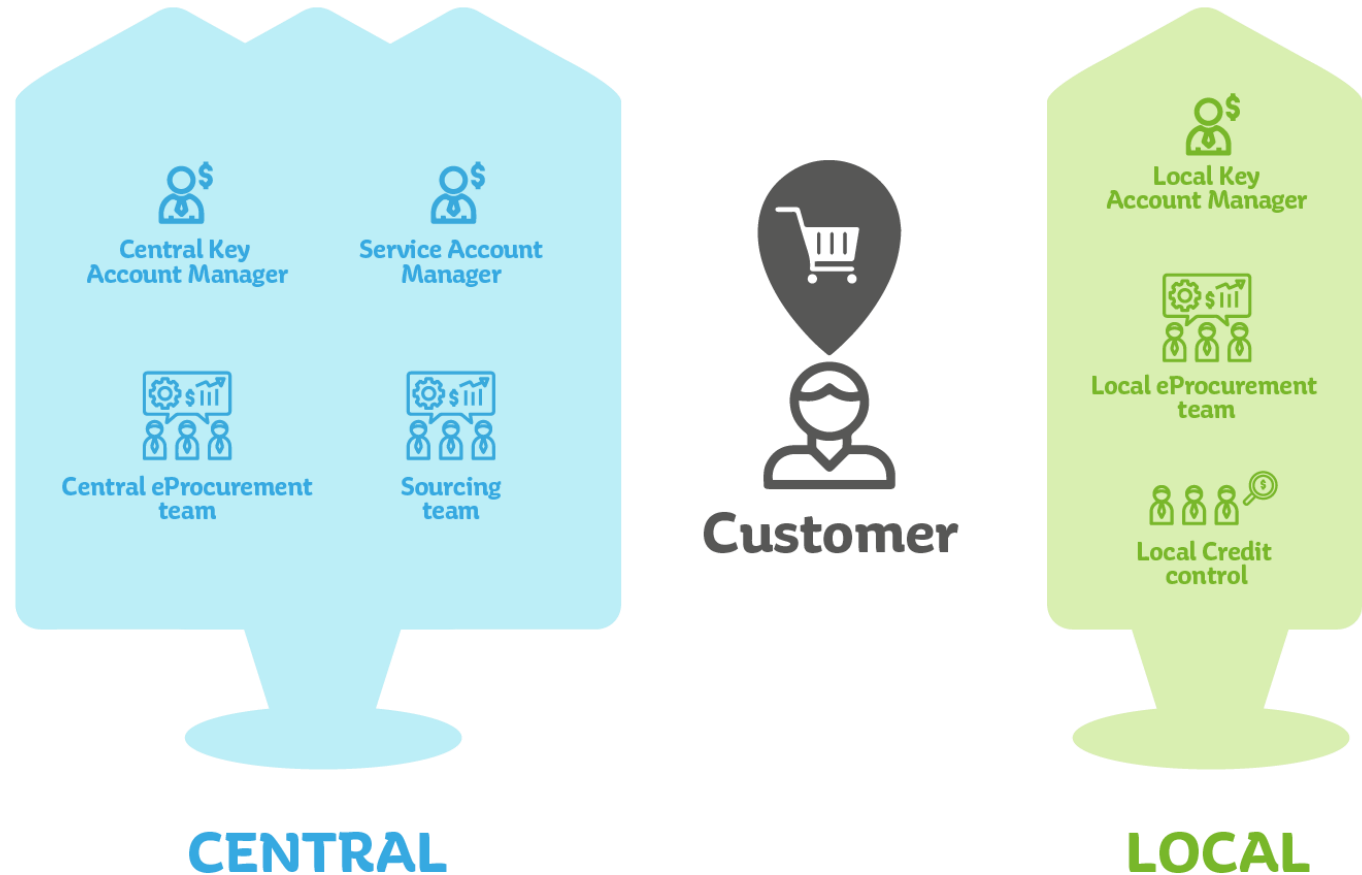 Central Key
Account Manager
Service Account
Manager
Central eProcurement
team
Sourcing
team
CENTRAL
Customer
Local Key
Account Manager
Local eProcurement
team
Local Credit
control
LOCAL